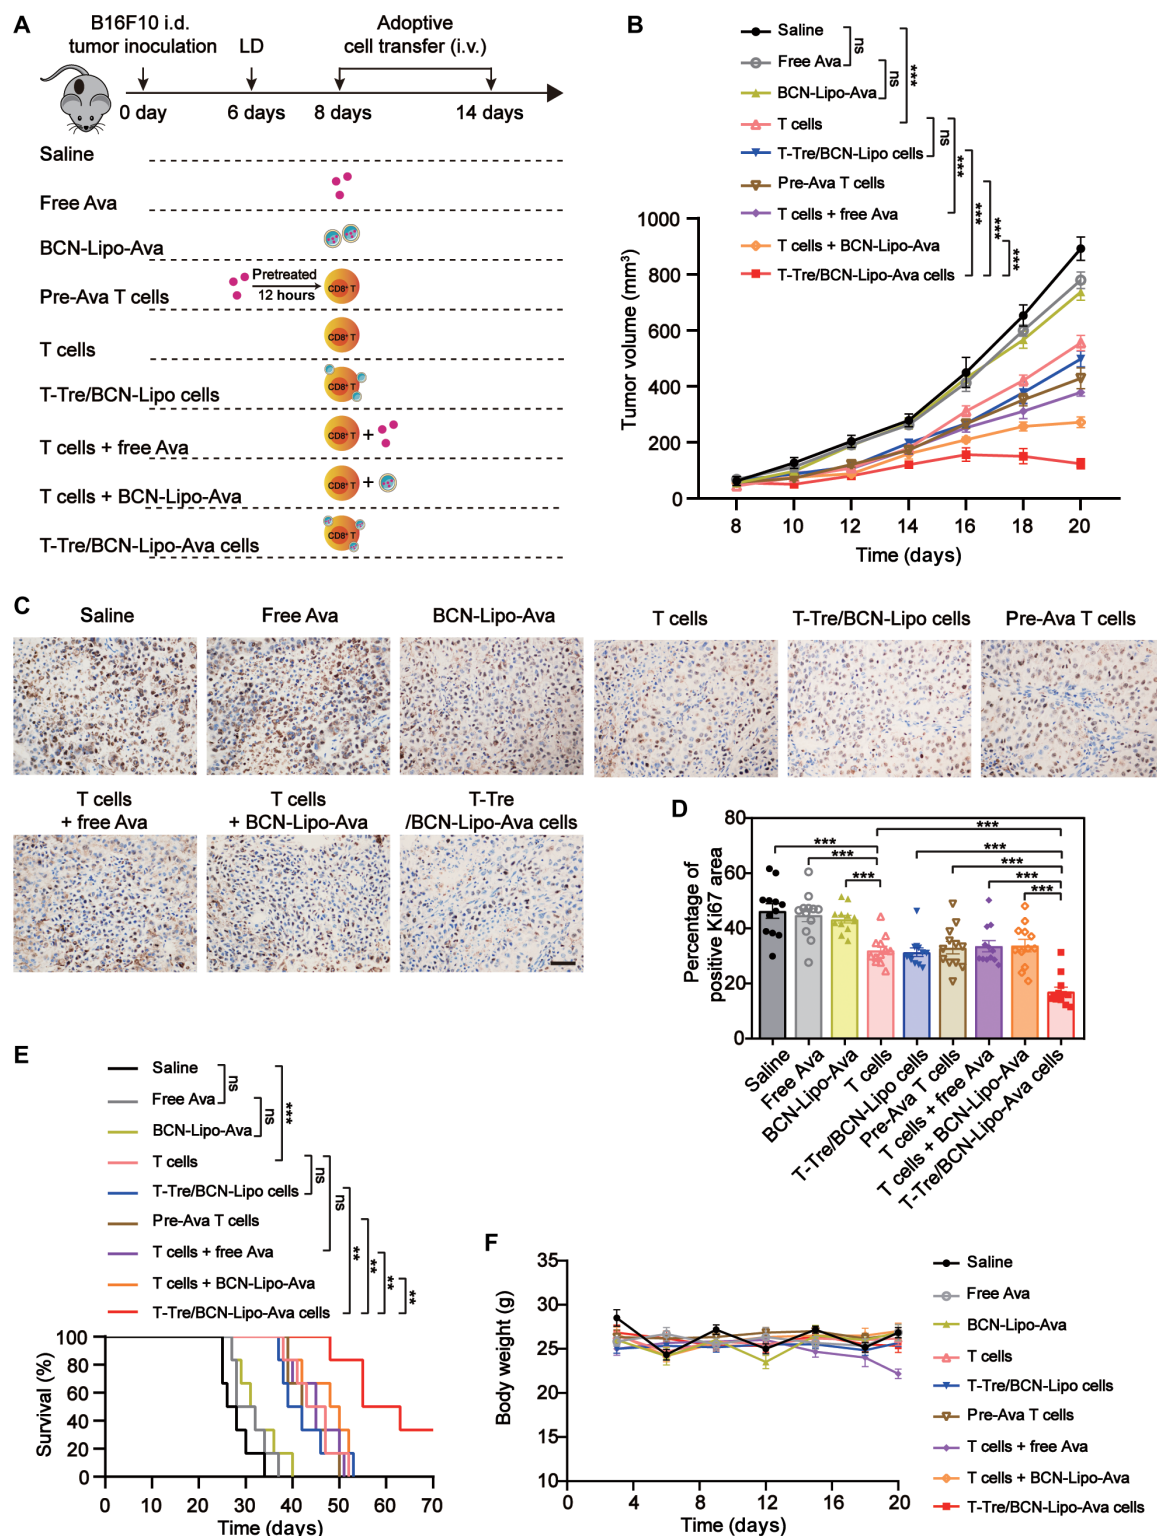 A
B16F10 i.d.
tumor inoculation
LD
Adoptive
cell transfer (i.v.)
0 day
6 days
8 days
14 days
Saline
Free Ava
BCN-Lipo-Ava
Pre-Ava T cells
Pretreated
12 hours
CD8⁺ T
T cells
CD8⁺ T
T-Tre/BCN-Lipo cells
CD8⁺ T
T cells + free Ava
CD8⁺ T
+
T cells + BCN-Lipo-Ava
CD8⁺ T
+
T-Tre/BCN-Lipo-Ava cells
CD8⁺ T
B
Saline
Free Ava
BCN-Lipo-Ava
T cells
T-Tre/BCN-Lipo cells
Pre-Ava T cells
T cells + free Ava
T cells + BCN-Lipo-Ava
T-Tre/BCN-Lipo-Ava cells
ns
ns
***
ns
***
***
***
***
Tumor volume (mm³)
1000
800
600
400
200
0
8 10 12 14 16 18 20
Time (days)
C
Saline
Free Ava
BCN-Lipo-Ava
T cells
T-Tre/BCN-Lipo cells
Pre-Ava T cells
T cells
+ free Ava
T cells
+ BCN-Lipo-Ava
T-Tre
/BCN-Lipo-Ava cells
D
Percentage of
positive Ki67 area
80
60
40
20
0
***
***
***
***
***
***
***
***
Saline
Free Ava
BCN-Lipo-Ava
T cells
T-Tre/BCN-Lipo cells
Pre-Ava T cells
T cells + free Ava
T cells + BCN-Lipo-Ava
T-Tre/BCN-Lipo-Ava cells
E
Saline
Free Ava
BCN-Lipo-Ava
T cells
T-Tre/BCN-Lipo cells
Pre-Ava T cells
T cells + free Ava
T cells + BCN-Lipo-Ava
T-Tre/BCN-Lipo-Ava cells
ns
ns
***
ns
ns
**
**
**
**
Survival (%)
100
80
60
40
20
0
0 10 20 30 40 50 60 70
Time (days)
F
Body weight (g)
35
30
25
20
15
10
0 4 8 12 16 20
Time (days)
Saline
Free Ava
BCN-Lipo-Ava
T cells
T-Tre/BCN-Lipo cells
Pre-Ava T cells
T cells + free Ava
T cells + BCN-Lipo-Ava
T-Tre/BCN-Lipo-Ava cells